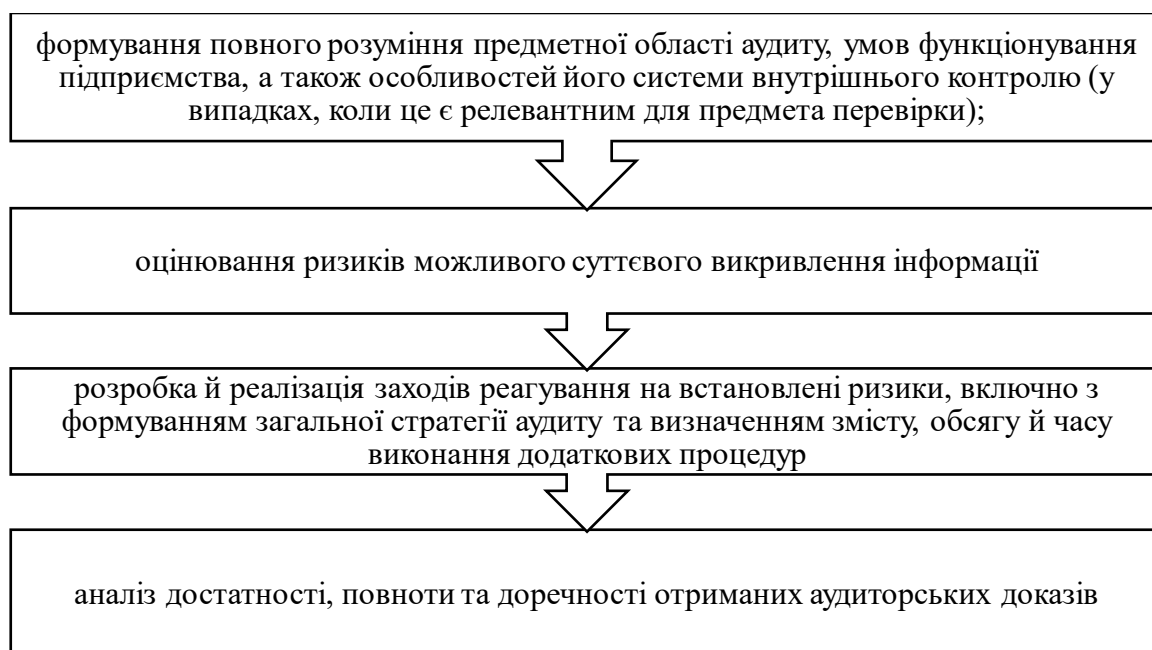 формування повного розуміння предметної області аудиту, умов функціонування
підприємства, а також особливостей його системи внутрішнього контролю (у
випадках, коли це є релевантним для предмета перевірки);
оцінювання ризиків можливого суттєвого викривлення інформації
розробка й реалізація заходів реагування на встановлені ризики, включно з
формуванням загальної стратегії аудиту та визначенням змісту, обсягу й часу
виконання додаткових процедур
аналіз достатності, повноти та доречності отриманих аудиторських доказів